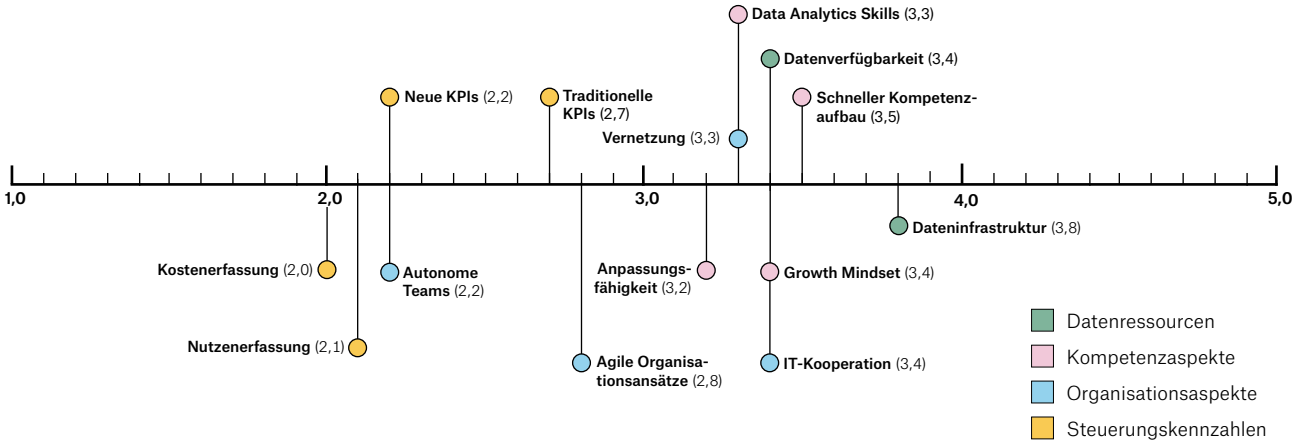 Data Analytics Skills (3,3)
Datenverfügbarkeit (3,4)
Neue KPIs (2,2)
Traditionelle
KPIs (2,7)
Schneller Kompetenz-
aufbau (3,5)
Vernetzung (3,3)
1,0
2,0
3,0
4,0
5,0
Dateninfrastruktur (3,8)
Kostenerfassung (2,0)
Autonome
Teams (2,2)
Anpassungs-
fähigkeit (3,2)
Growth Mindset (3,4)
Nutzenerfassung (2,1)
Agile Organisa-
tionsansätze (2,8)
IT-Kooperation (3,4)
Datenressourcen
Kompetenzaspekte
Organisationsaspekte
Steuerungskennzahlen